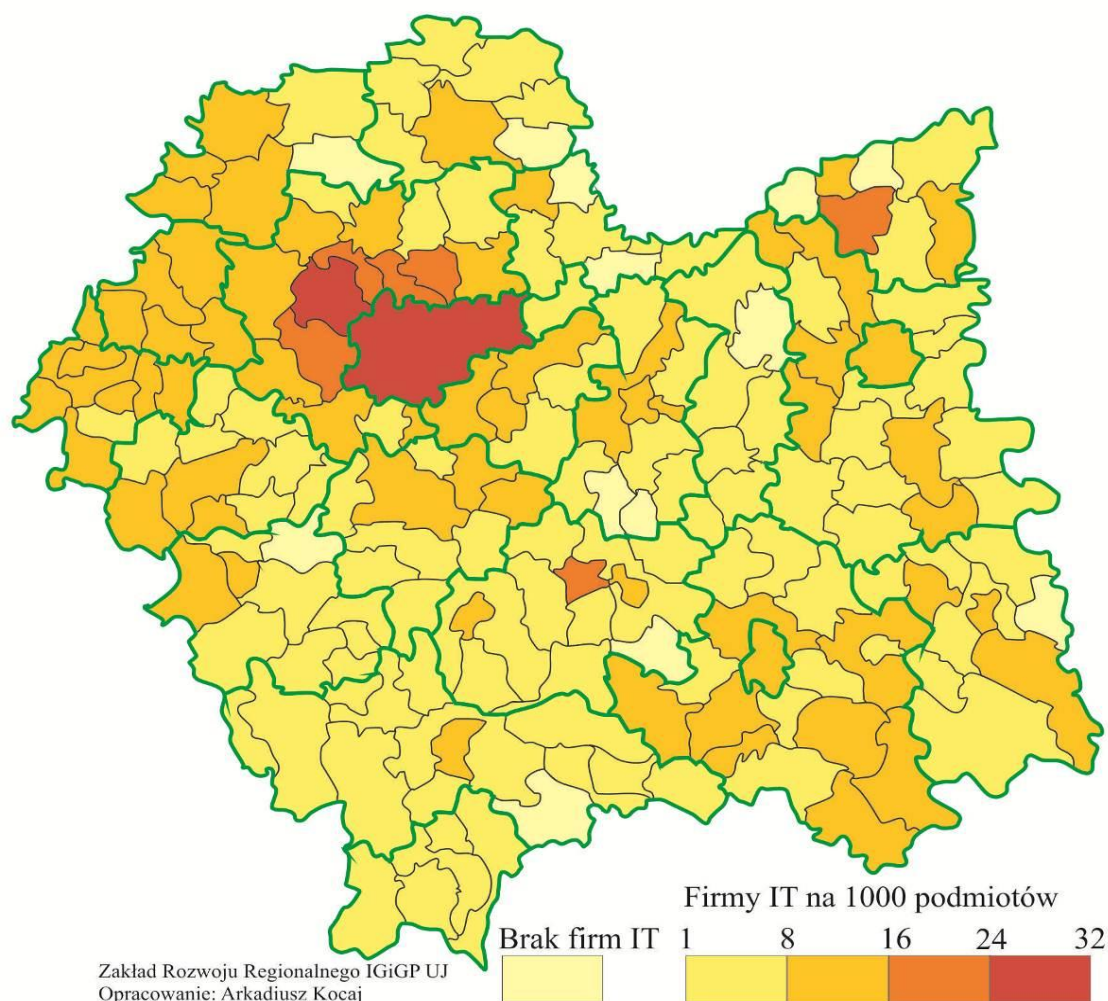 Firmy IT na 1000 podmiotów
Brak firm IT 1 8 16 24 32
Zakład Rozwoju Regionalnego IGiGP UJ
Opracowanie: Arkadiusz Kocaj